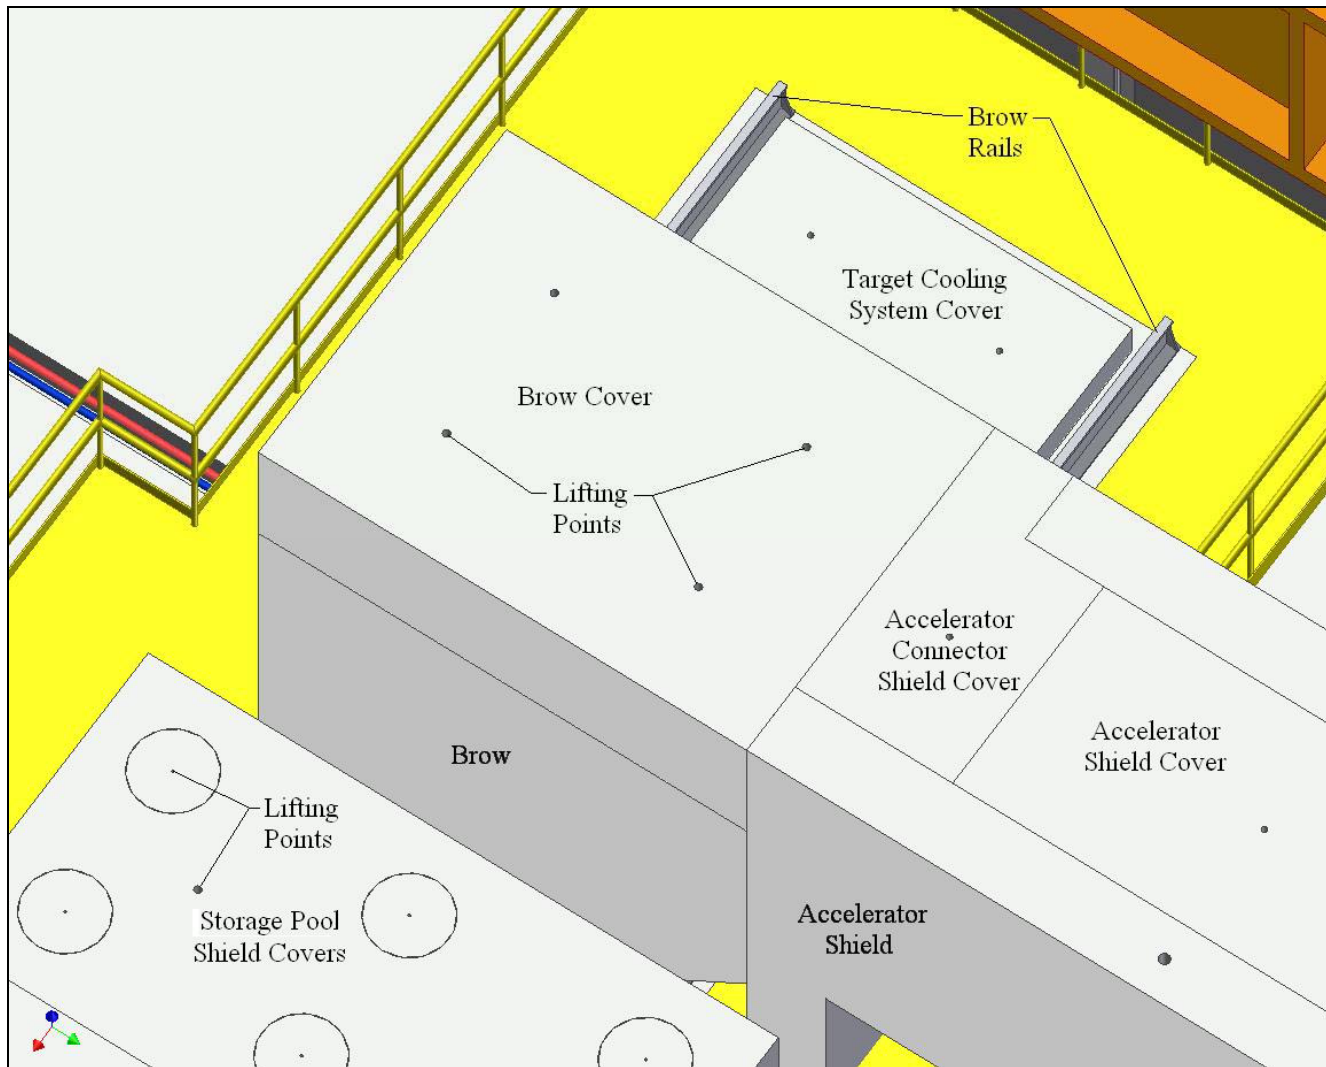 Brow
Rails
Target Cooling
System Cover
Brow Cover
Lifting
Points
Accelerator
Connector
Shield Cover
Accelerator
Shield Cover
Brow
Lifting
Points
Storage Pool
Shield Covers
Accelerator
Shield